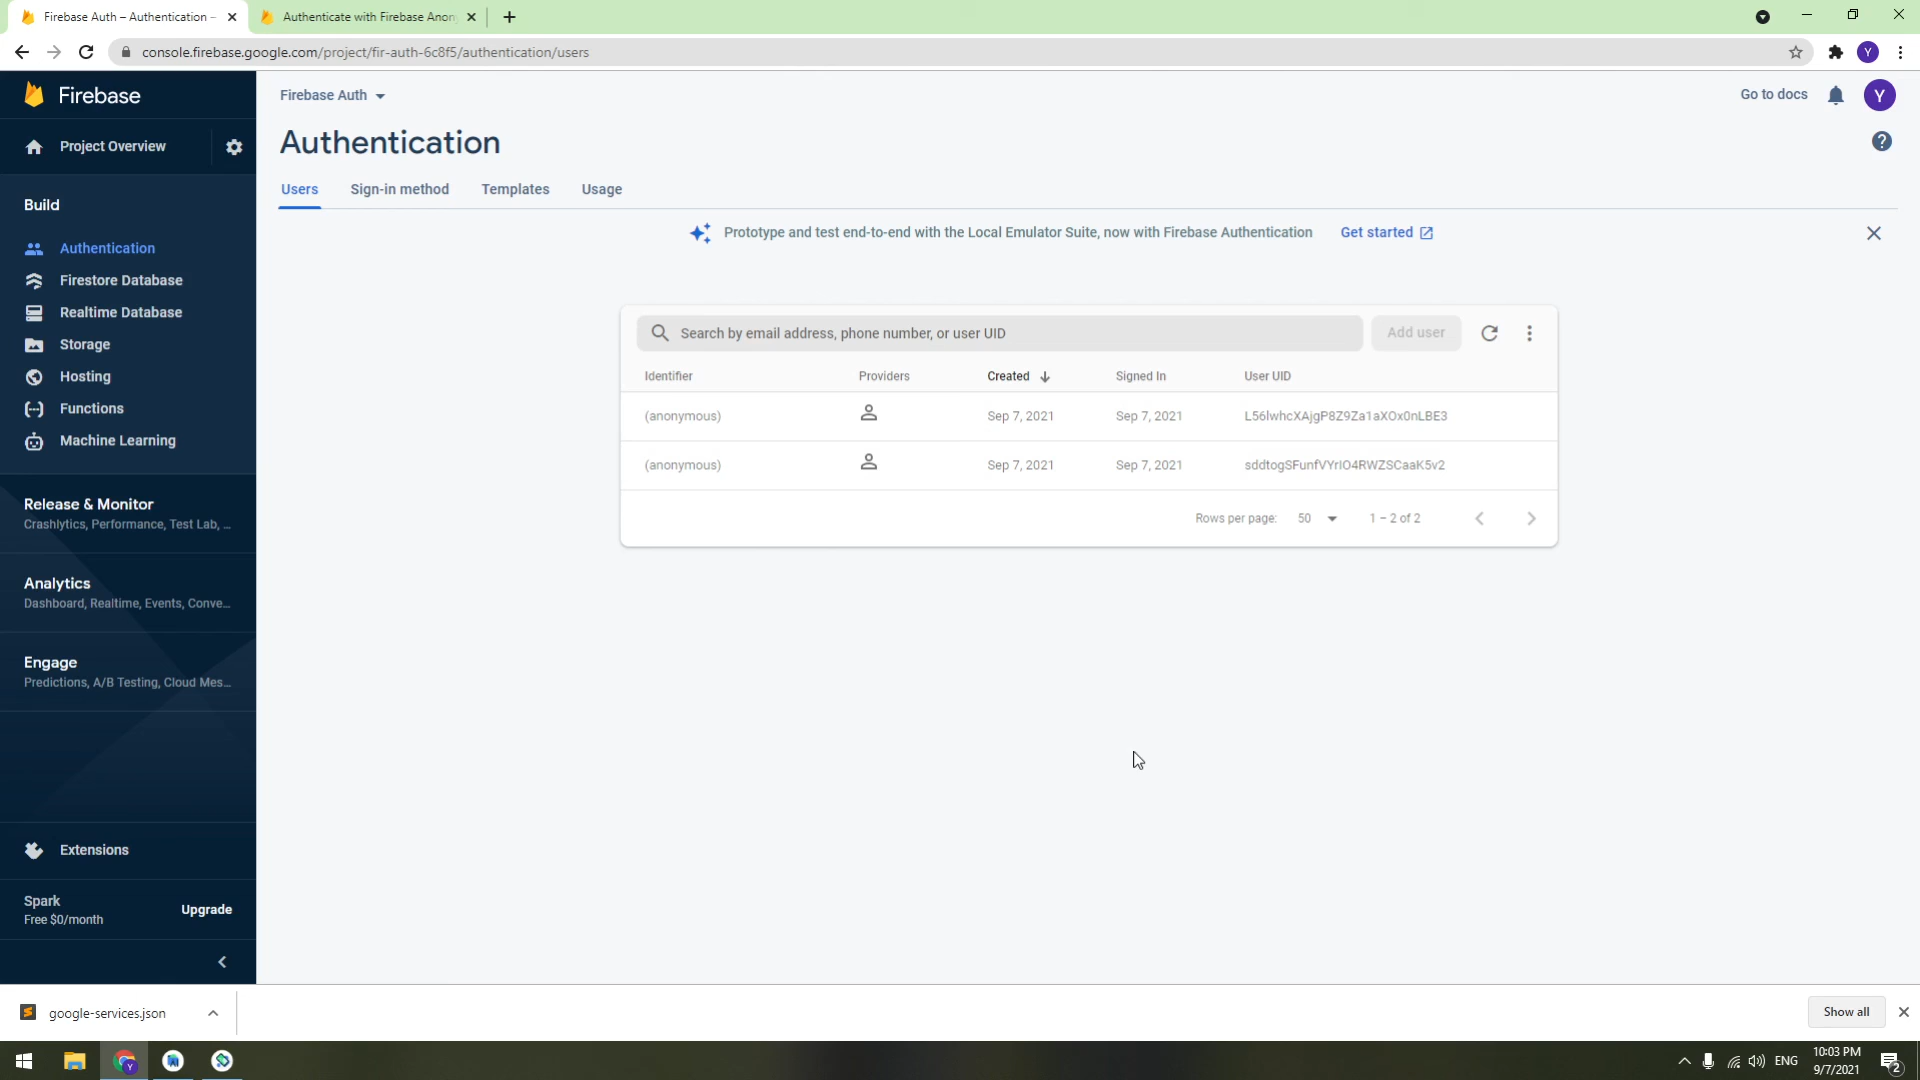 Firebase Auth – Authentication –
Authenticate with Firebase Anon
console.firebase.google.com/project/fir-auth-6c8f5/authentication/users
Y
Firebase
Firebase Auth
Go to docs
Y
Project Overview
Authentication
?
Users
Sign-in method
Templates
Usage
Build
Prototype and test end-to-end with the Local Emulator Suite, now with Firebase Authentication
Get started
Authentication
Firestore Database
Realtime Database
Storage
Hosting
Functions
Machine Learning
Search by email address, phone number, or user UID
Add user
Identifier
Providers
Created
Signed In
User UID
(anonymous)
Sep 7, 2021
Sep 7, 2021
L56lwhcXAjgP8Z9Za1aXOx0nLBE3
(anonymous)
Sep 7, 2021
Sep 7, 2021
sddtogSFunfVYrIO4RWZSCaaK5v2
Rows per page:
50
1 – 2 of 2
Release & Monitor
Crashlytics, Performance, Test Lab, ...
Analytics
Dashboard, Realtime, Events, Conve...
Engage
Predictions, A/B Testing, Cloud Mes...
Extensions
Spark
Free $0/month
Upgrade
google-services.json
Show all
ENG
10:03 PM
9/7/2021
2